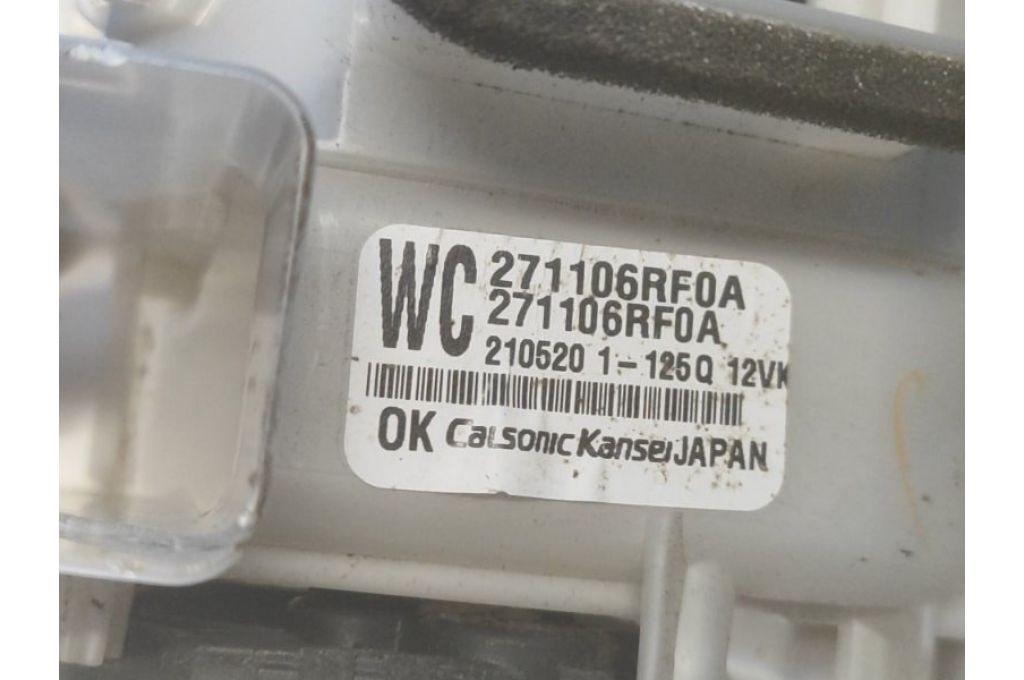 WC 271106RF0A
271106RF0A
210520 1-125Q 12VK
OK CalsonicKansei JAPAN